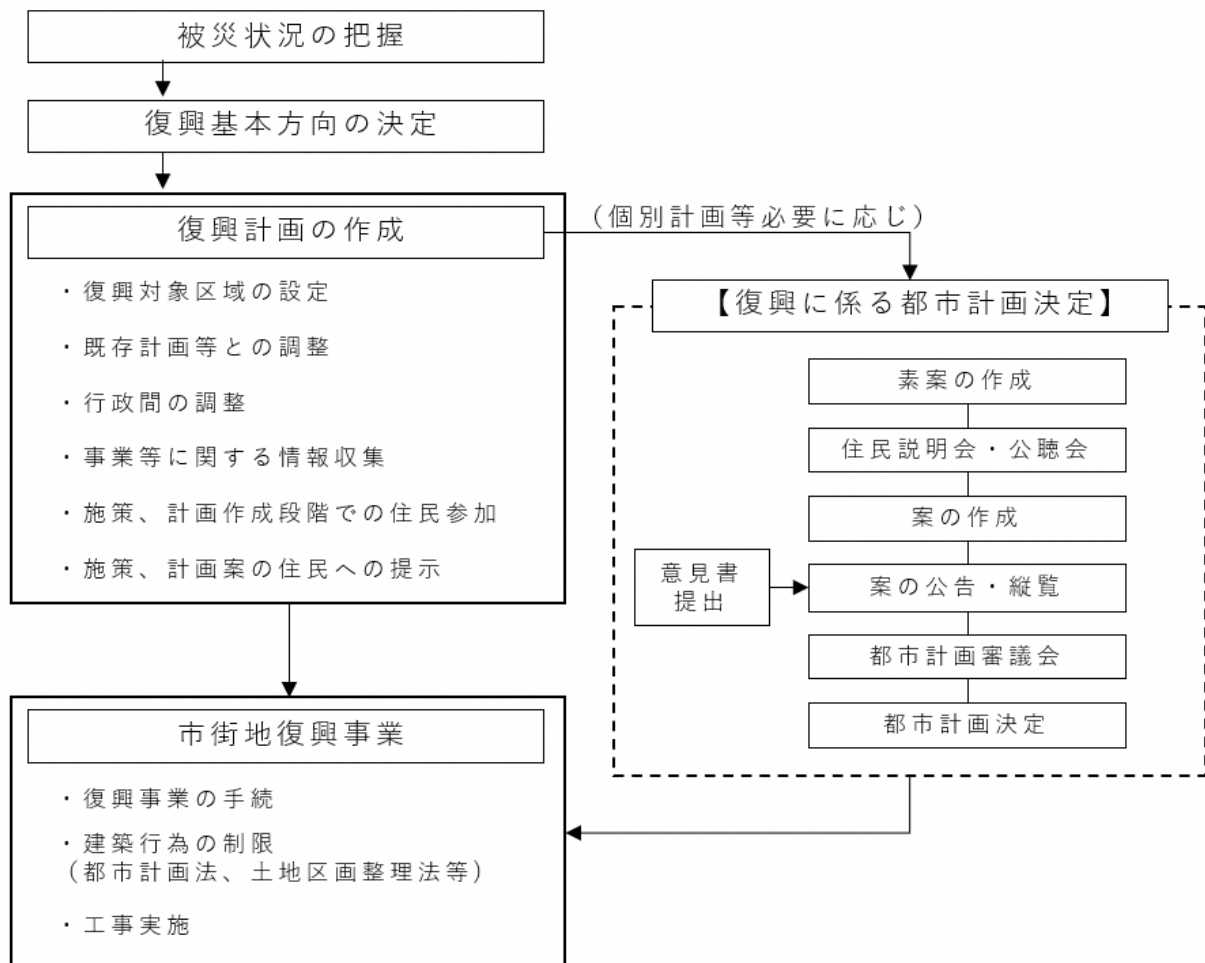 被災状況の把握
復興基本方向の決定
復興計画の作成
・復興対象区域の設定
・既存計画等との調整
・行政間の調整
・事業等に関する情報収集
・施策、計画作成段階での住民参加
・施策、計画案の住民への提示
（個別計画等必要に応じ）
【復興に係る都市計画決定】
素案の作成
住民説明会・公聴会
案の作成
意見書
提出
案の公告・縦覧
都市計画審議会
都市計画決定
市街地復興事業
・復興事業の手続
・建築行為の制限
（都市計画法、土地区画整理法等）
・工事実施